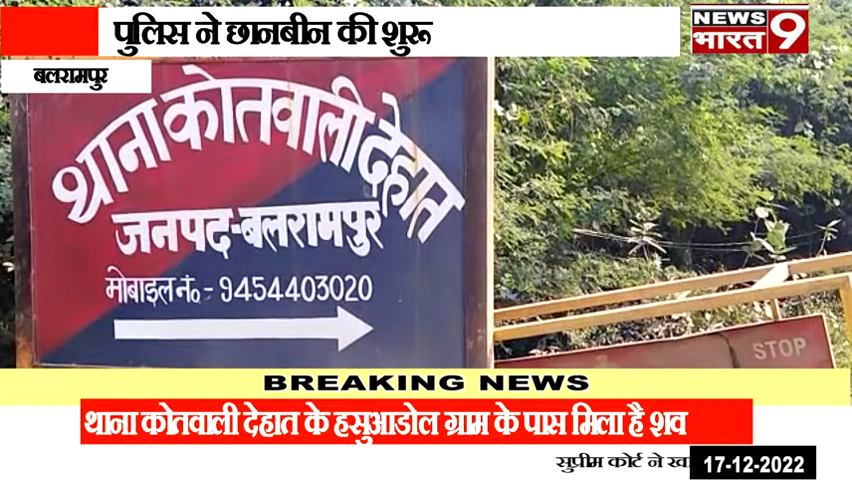 पुलिस ने छानबीन की शुरू
NEWS
भारत 9
बलरामपुर
थाना कोतवाली देहात
जनपद-बलरामपुर
मोबाइल नं०- 9454403020
STOP
BREAKING NEWS
थाना कोतवाली देहात के हसुआडोल ग्राम के पास मिला है शव
सुप्रीम कोर्ट ने
17-12-2022